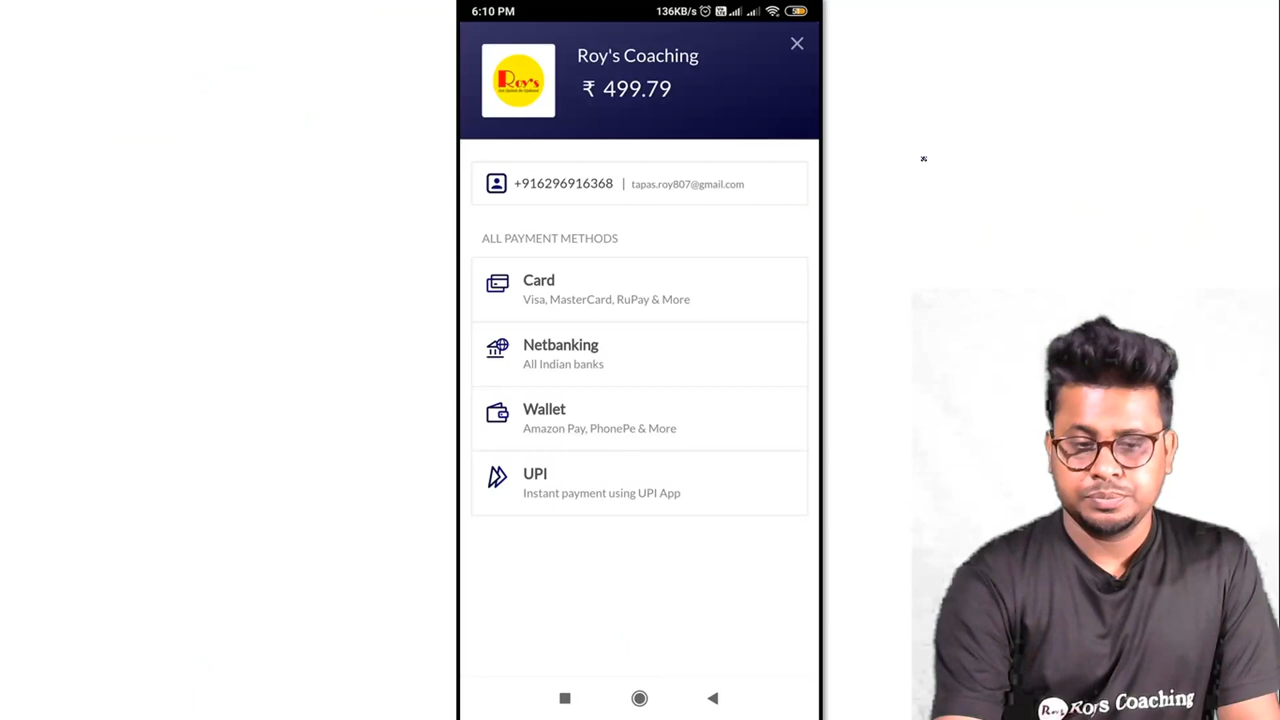 6:10 PM
136KB/s
51
Roy's Coaching
₹ 499.79
Roy's
+916296916368 | tapas.roy807@gmail.com
ALL PAYMENT METHODS
Card
Visa, MasterCard, RuPay & More
Netbanking
All Indian banks
Wallet
Amazon Pay, PhonePe & More
UPI
Instant payment using UPI App
Roy's Coaching